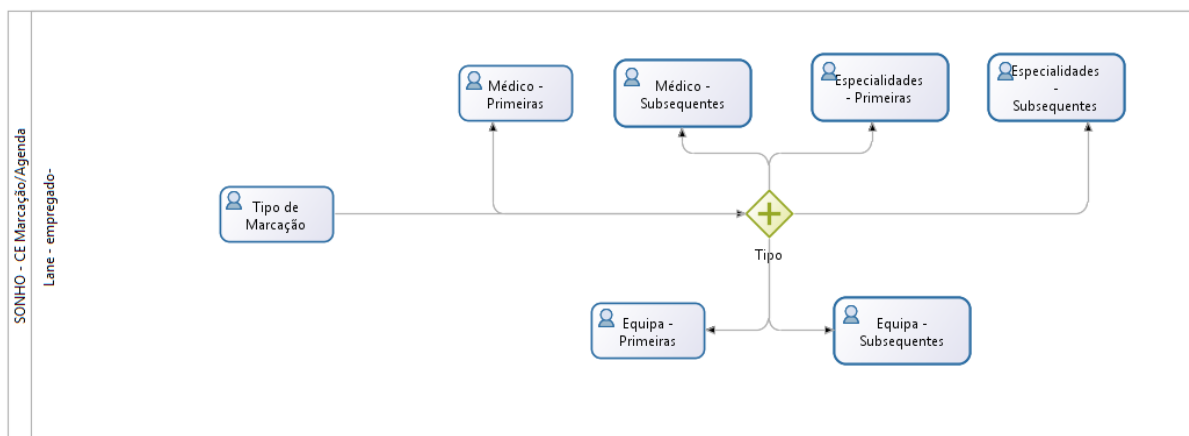 SONHO - CE Marcação/Agenda
Lane - empregado-
Médico -
Primeiras
Médico -
Subsequentes
Especialidades
- Primeiras
Especialidades
-
Subsequentes
Tipo de
Marcação
Tipo
Equipa -
Primeiras
Equipa -
Subsequentes